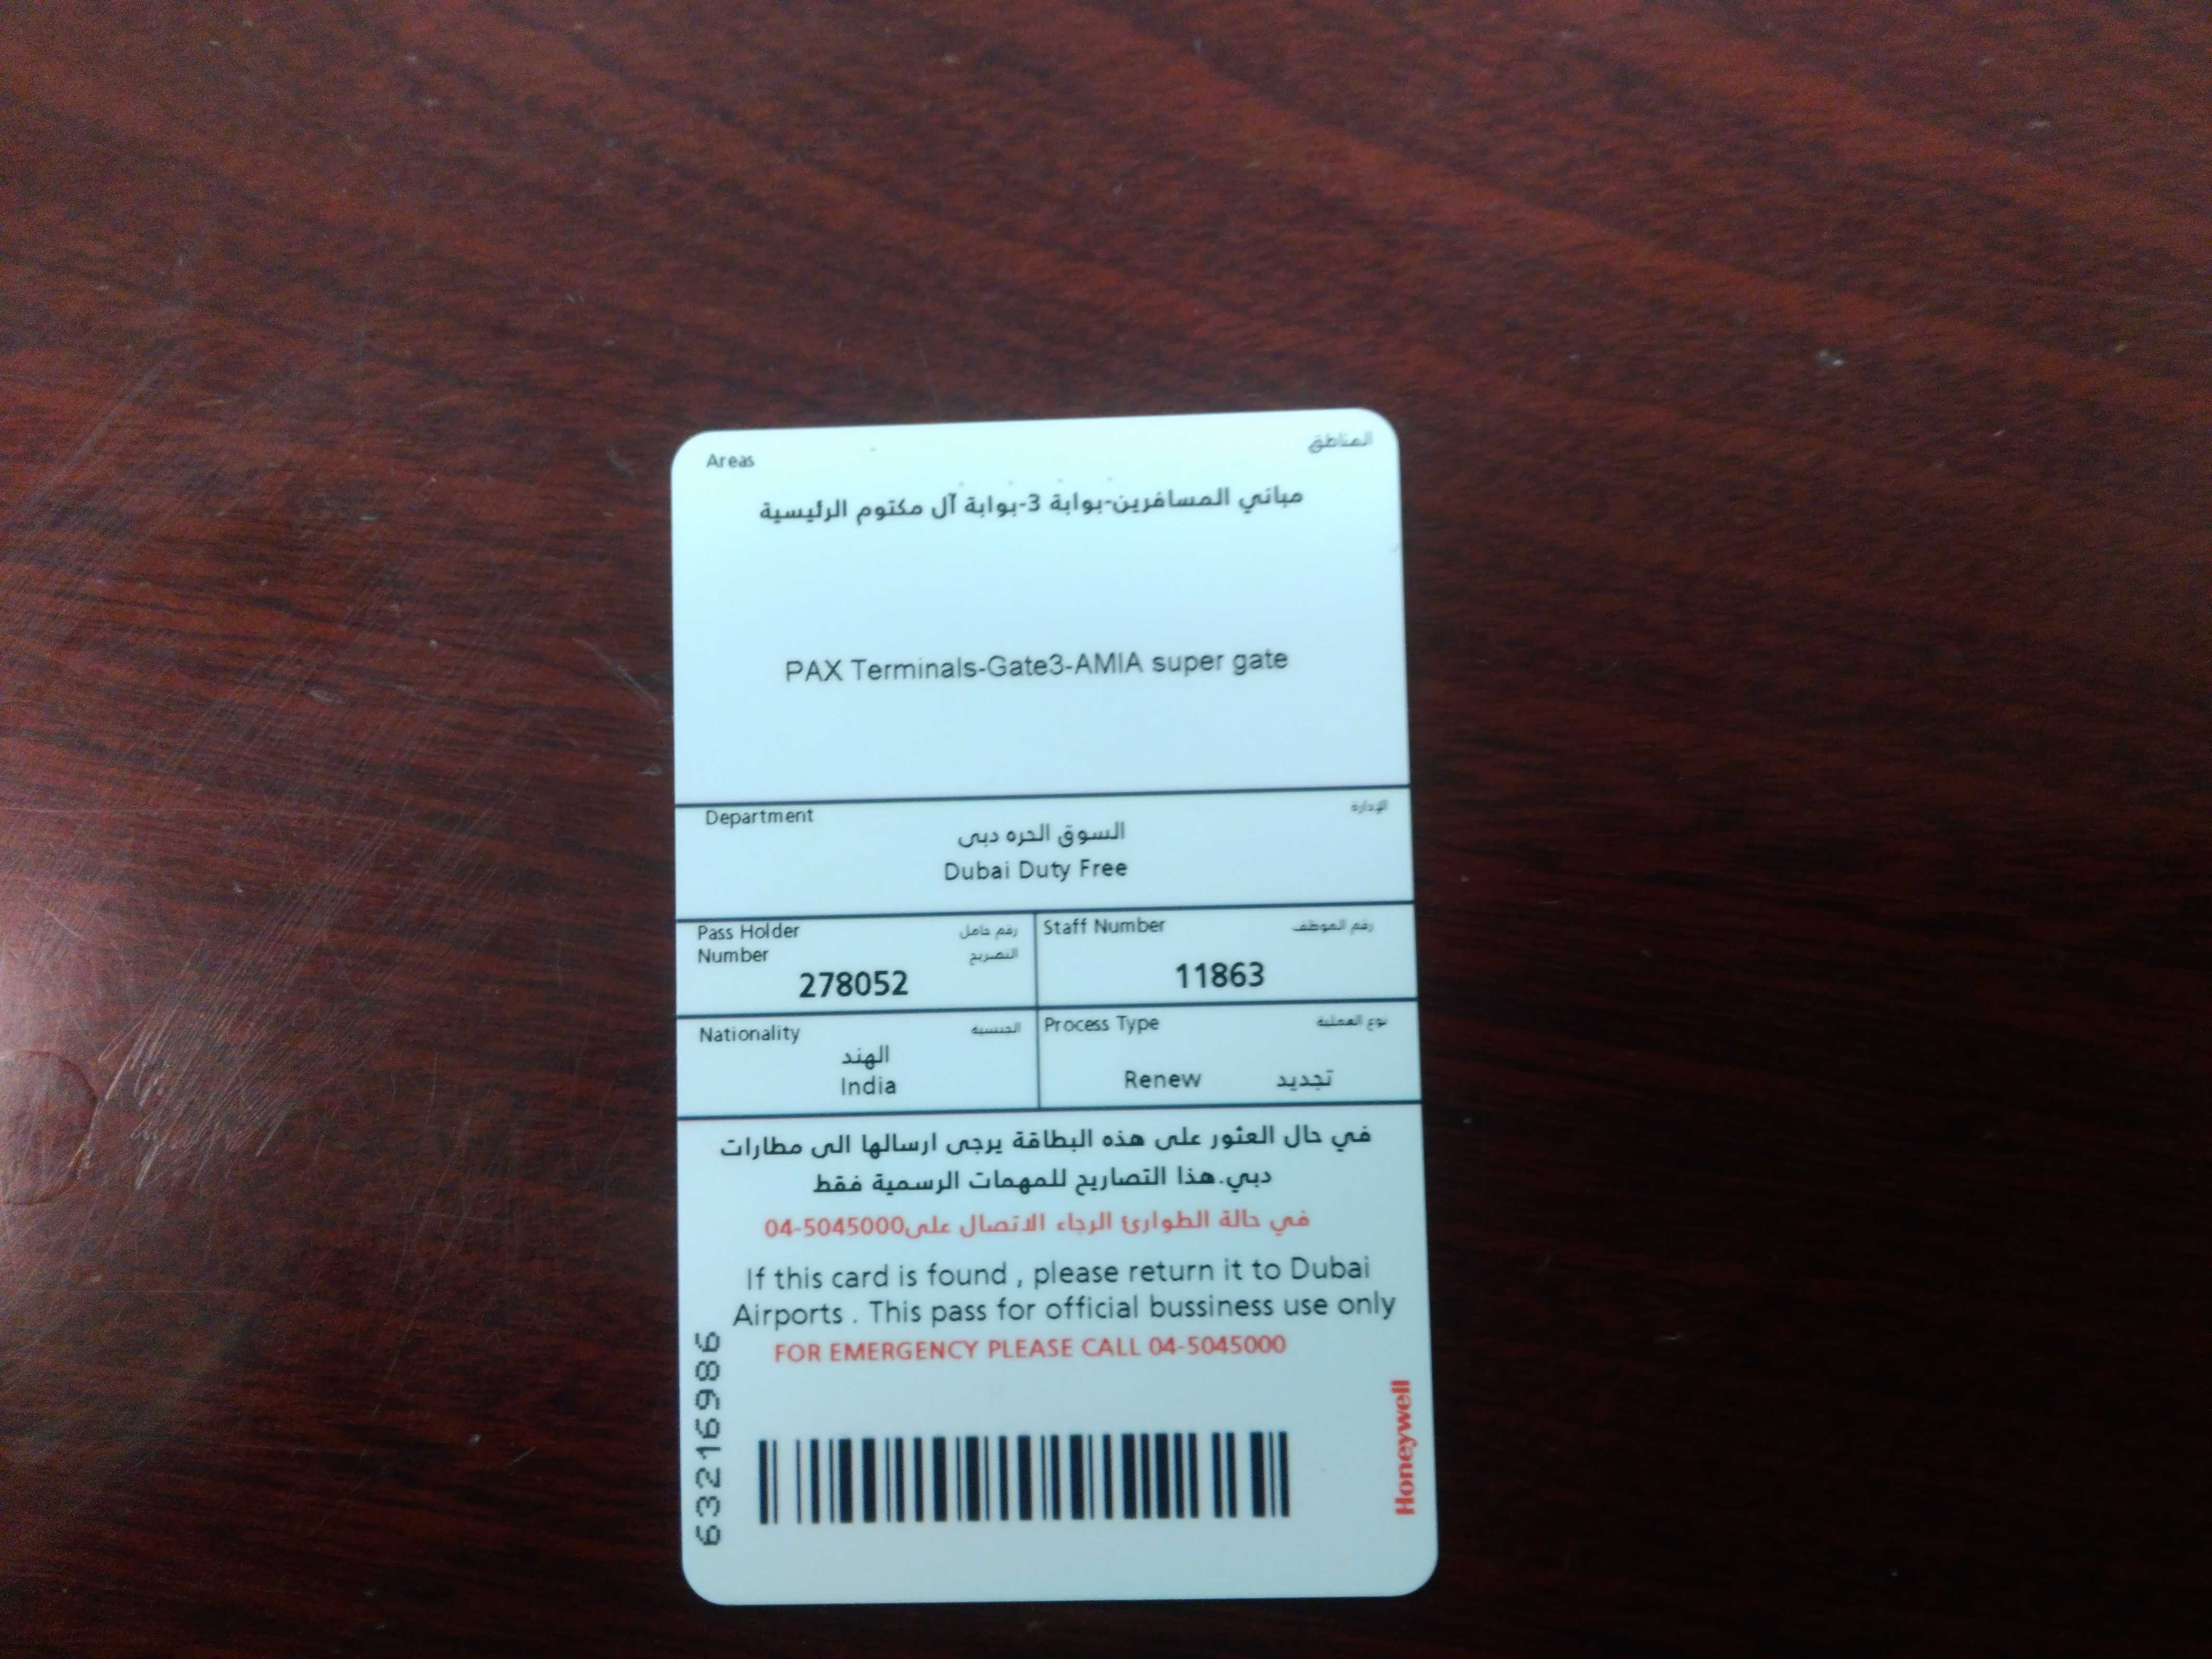 Areas المناطق
مباني المسافرين-بوابة 3-بوابة آل مكتوم الرئيسية
PAX Terminals-Gate3-AMIA super gate
Department الإدارة
السوق الحره دبى
Dubai Duty Free
Pass Holder رقم حامل
Number التصريح
278052
Staff Number رقم الموظف
11863
Nationality الجنسية
الهند
India
Process Type نوع العملية
Renew تجديد
في حال العثور على هذه البطاقة يرجى ارسالها الى مطارات
دبي.هذا التصاريح للمهمات الرسمية فقط
في حالة الطوارئ الرجاء الاتصال على04-5045000
If this card is found , please return it to Dubai
Airports . This pass for official bussiness use only
FOR EMERGENCY PLEASE CALL 04-5045000
632169986
Honeywell